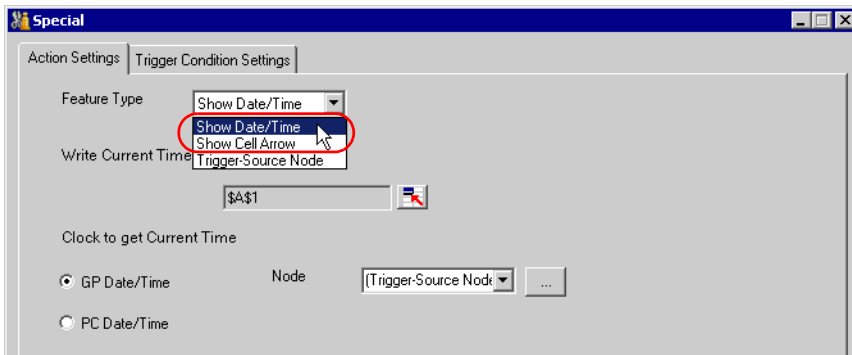 Special
Action Settings
Trigger Condition Settings
Feature Type
Show Date/Time
Show Date/Time
Show Cell Arrow
Write Current Time
Trigger-Source Node
$A$1
Clock to get Current Time
GP Date/Time
Node
(Trigger-Source Node
...
PC Date/Time